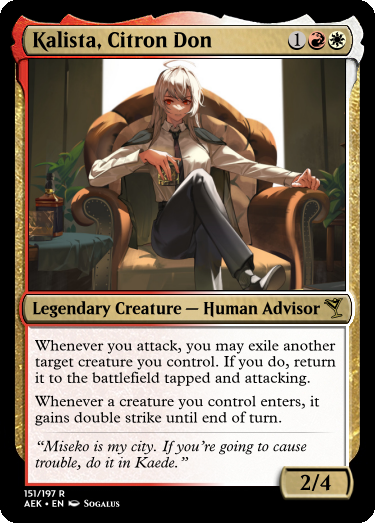 Kalista, Citron Don 1
Legendary Creature — Human Advisor
Whenever you attack, you may exile another
target creature you control. If you do, return
it to the battlefield tapped and attacking.
Whenever a creature you control enters, it
gains double strike until end of turn.
“Miseko is my city. If you're going to cause
trouble, do it in Kaede.”
2/4
151/197 R
AEK • EN Sogalus